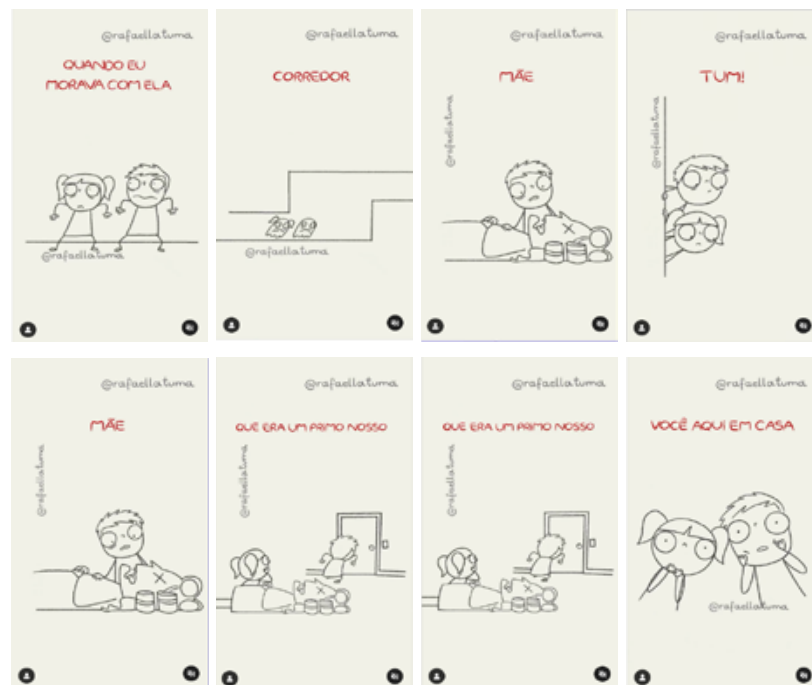 @rafaellatuma
QUANDO EU
MORAVA COM ELA
@rafaellatuma
@rafaellatuma
CORREDOR
@rafaellatuma
@rafaellatuma
MÃE
@rafaellatuma
@rafaellatuma
TUM!
@rafaellatuma
@rafaellatuma
MÃE
@rafaellatuma
@rafaellatuma
QUE ERA UM PRIMO NOSSO
@rafaellatuma
@rafaellatuma
QUE ERA UM PRIMO NOSSO
@rafaellatuma
@rafaellatuma
VOCÊ AQUI EM CASA
@rafaellatuma